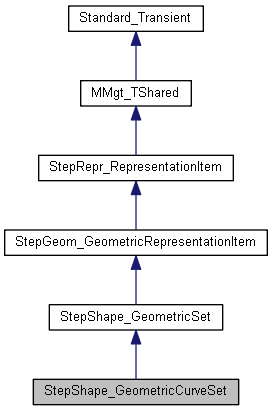 Standard_Transient
MMgt_TShared
StepRepr_RepresentationItem
StepGeom_GeometricRepresentationItem
StepShape_GeometricSet
StepShape_GeometricCurveSet